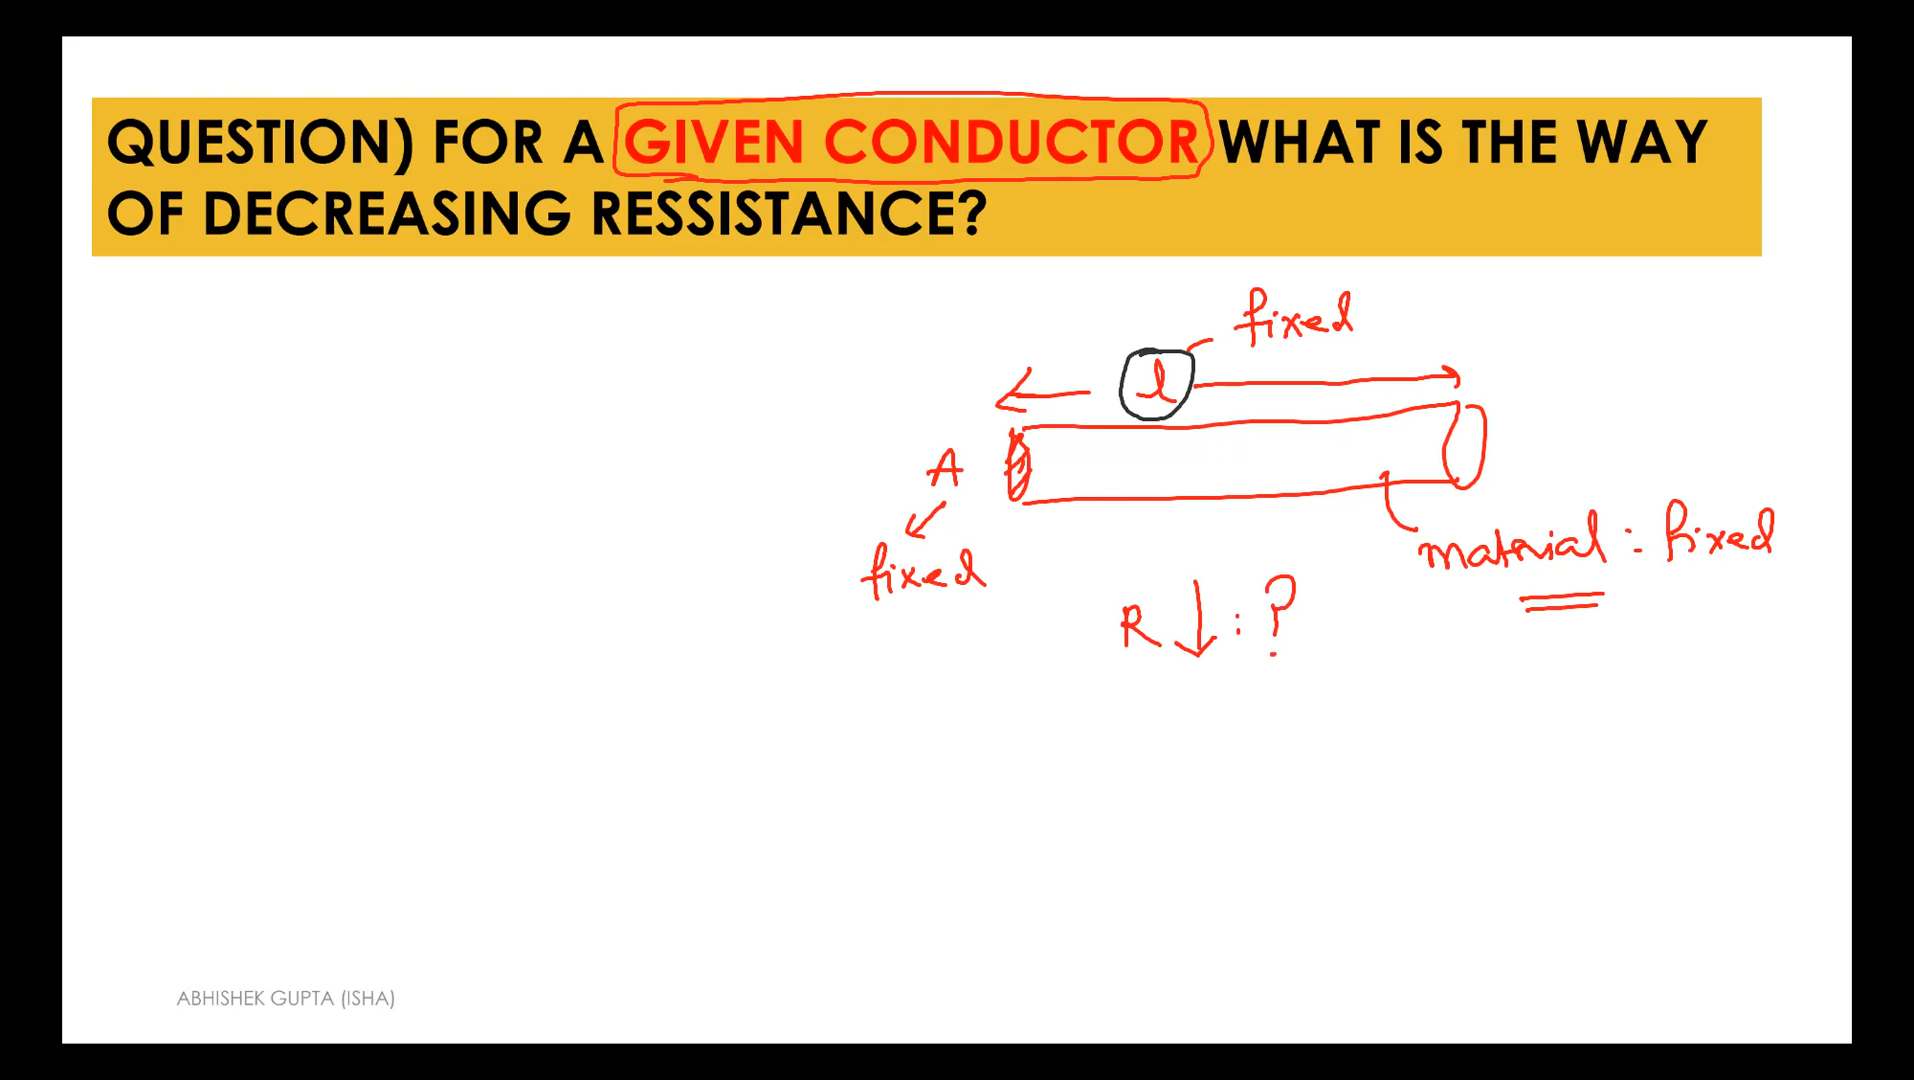 QUESTION) FOR A GIVEN CONDUCTOR WHAT IS THE WAY
OF DECREASING RESSISTANCE?
fixed
l
A
fixed
material : fixed
R ↓ : ?
ABHISHEK GUPTA (ISHA)